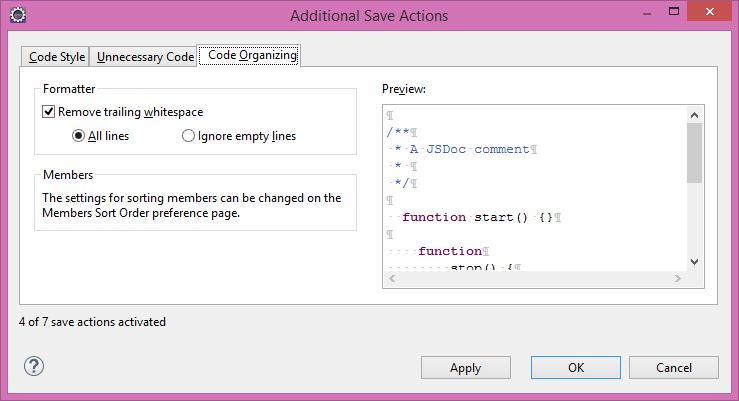 Additional Save Actions
Code Style
Unnecessary Code
Code Organizing
Formatter
Remove trailing whitespace
All lines
Ignore empty lines
Members
The settings for sorting members can be changed on the
Members Sort Order preference page.
Preview:
¶
/**¶
·*·A·JSDoc·comment¶
·*·¶
·*/¶
¶
··function·start()·{}¶
¶
····function¶
········stop()·{¶
4 of 7 save actions activated
?
Apply
OK
Cancel